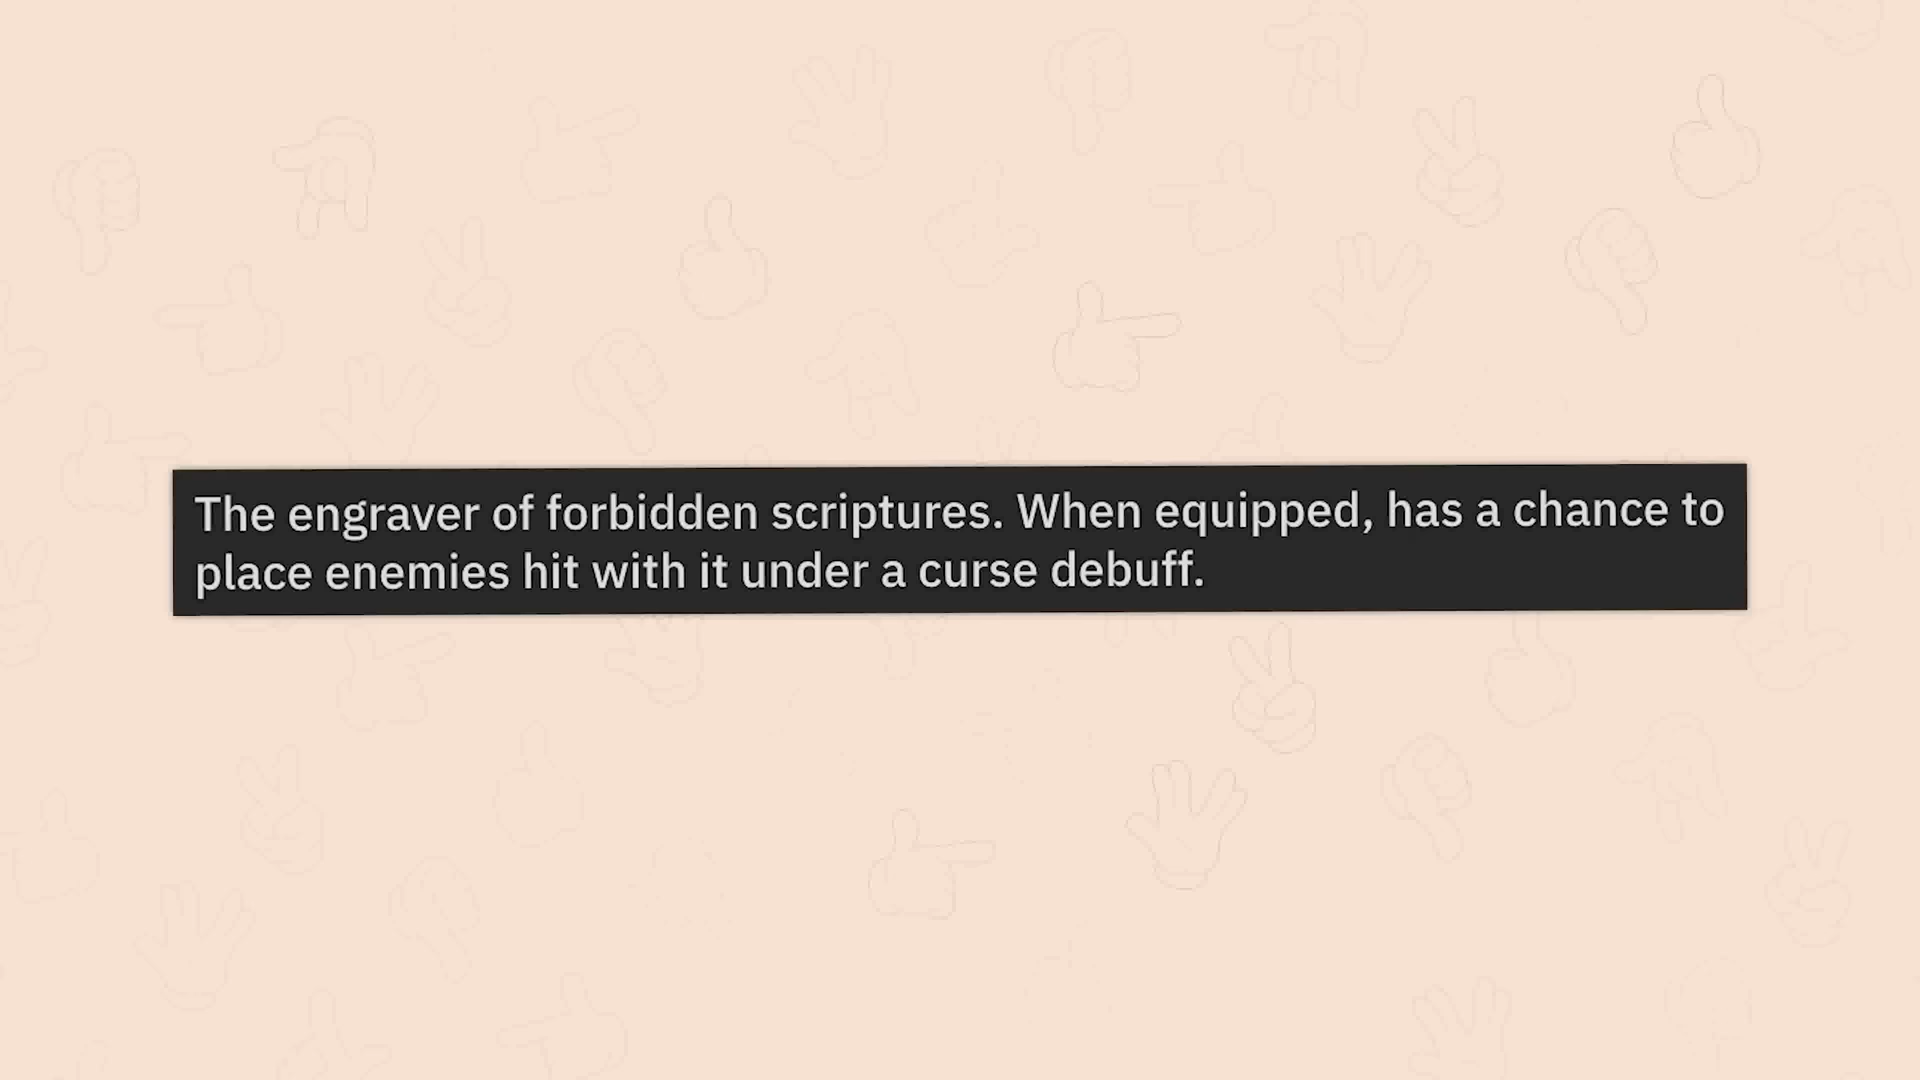 The engraver of forbidden scriptures. When equipped, has a chance to
place enemies hit with it under a curse debuff.